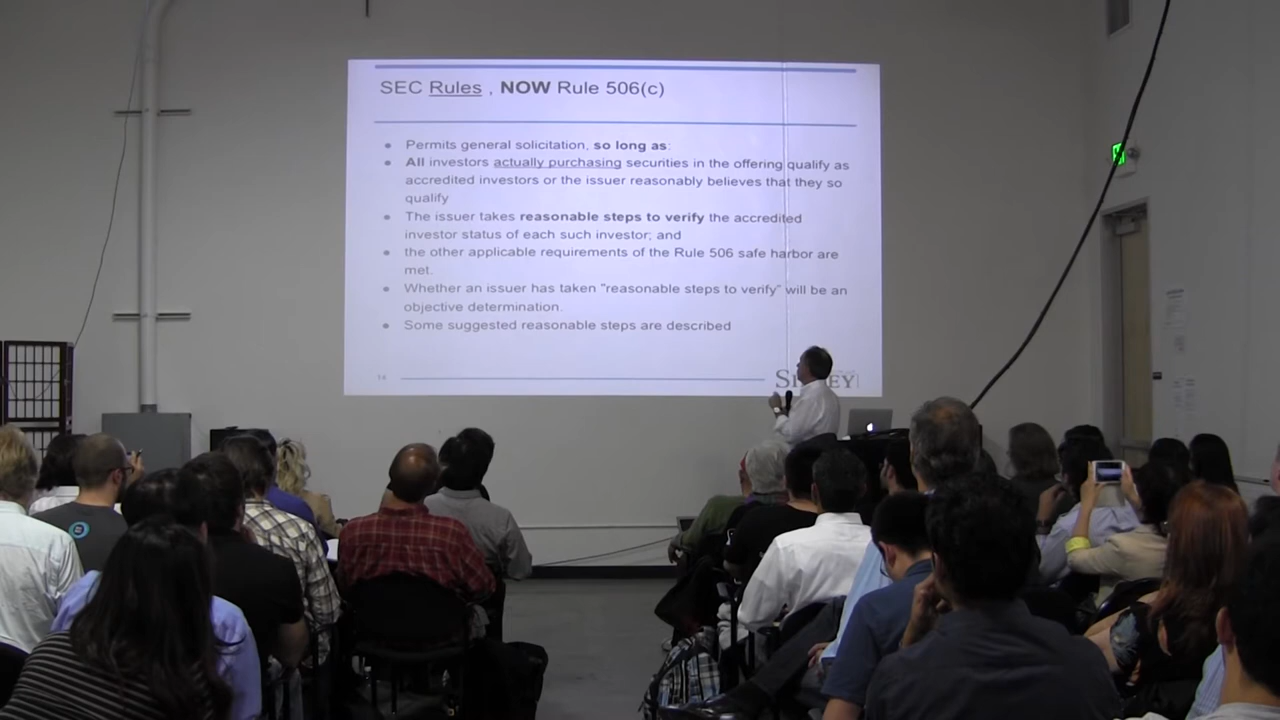 SEC Rules , NOW Rule 506(c)
Permits general solicitation, so long as:
All investors actually purchasing securities in the offering qualify as
accredited investors or the issuer reasonably believes that they so
qualify
The issuer takes reasonable steps to verify the accredited
investor status of each such investor; and
the other applicable requirements of the Rule 506 safe harbor are
met.
Whether an issuer has taken "reasonable steps to verify" will be an
objective determination.
Some suggested reasonable steps are described